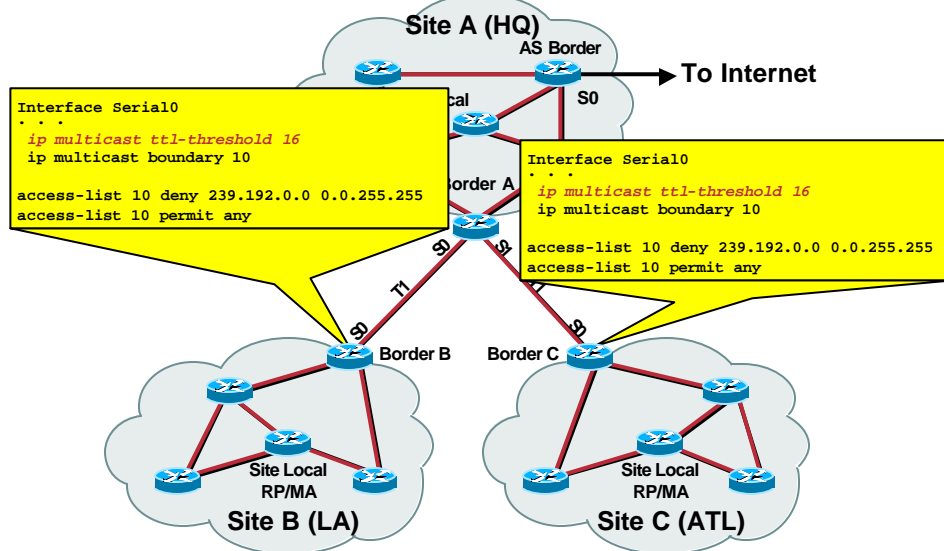 Site A (HQ)
AS Border
To Internet
S0
Interface Serial0
. . .
ip multicast ttl-threshold 16
ip multicast boundary 10
access-list 10 deny 239.192.0.0 0.0.255.255
access-list 10 permit any
Interface Serial0
. . .
ip multicast ttl-threshold 16
ip multicast boundary 10
access-list 10 deny 239.192.0.0 0.0.255.255
access-list 10 permit any
Border A
S0
S1
T1
S0
S0
Border B
Border C
Site Local
RP/MA
Site Local
RP/MA
Site B (LA)
Site C (ATL)